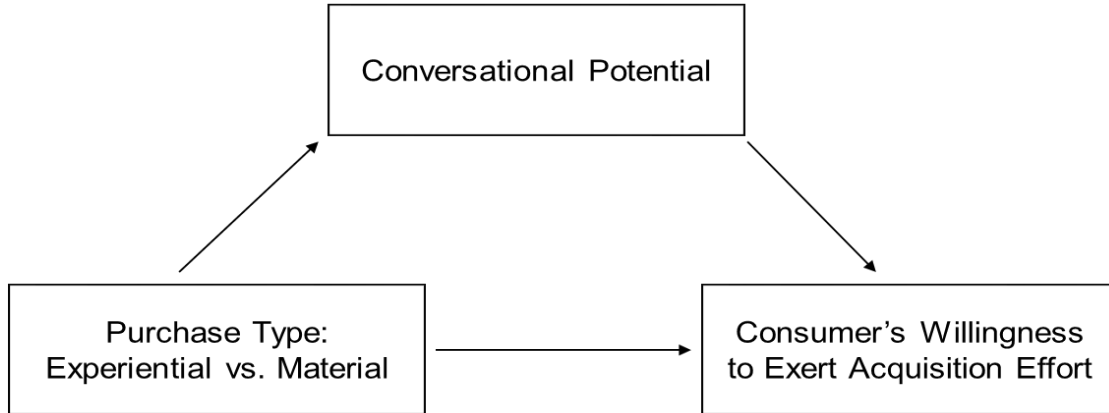 Conversational Potential
Purchase Type:
Experiential vs. Material
Consumer’s Willingness
to Exert Acquisition Effort